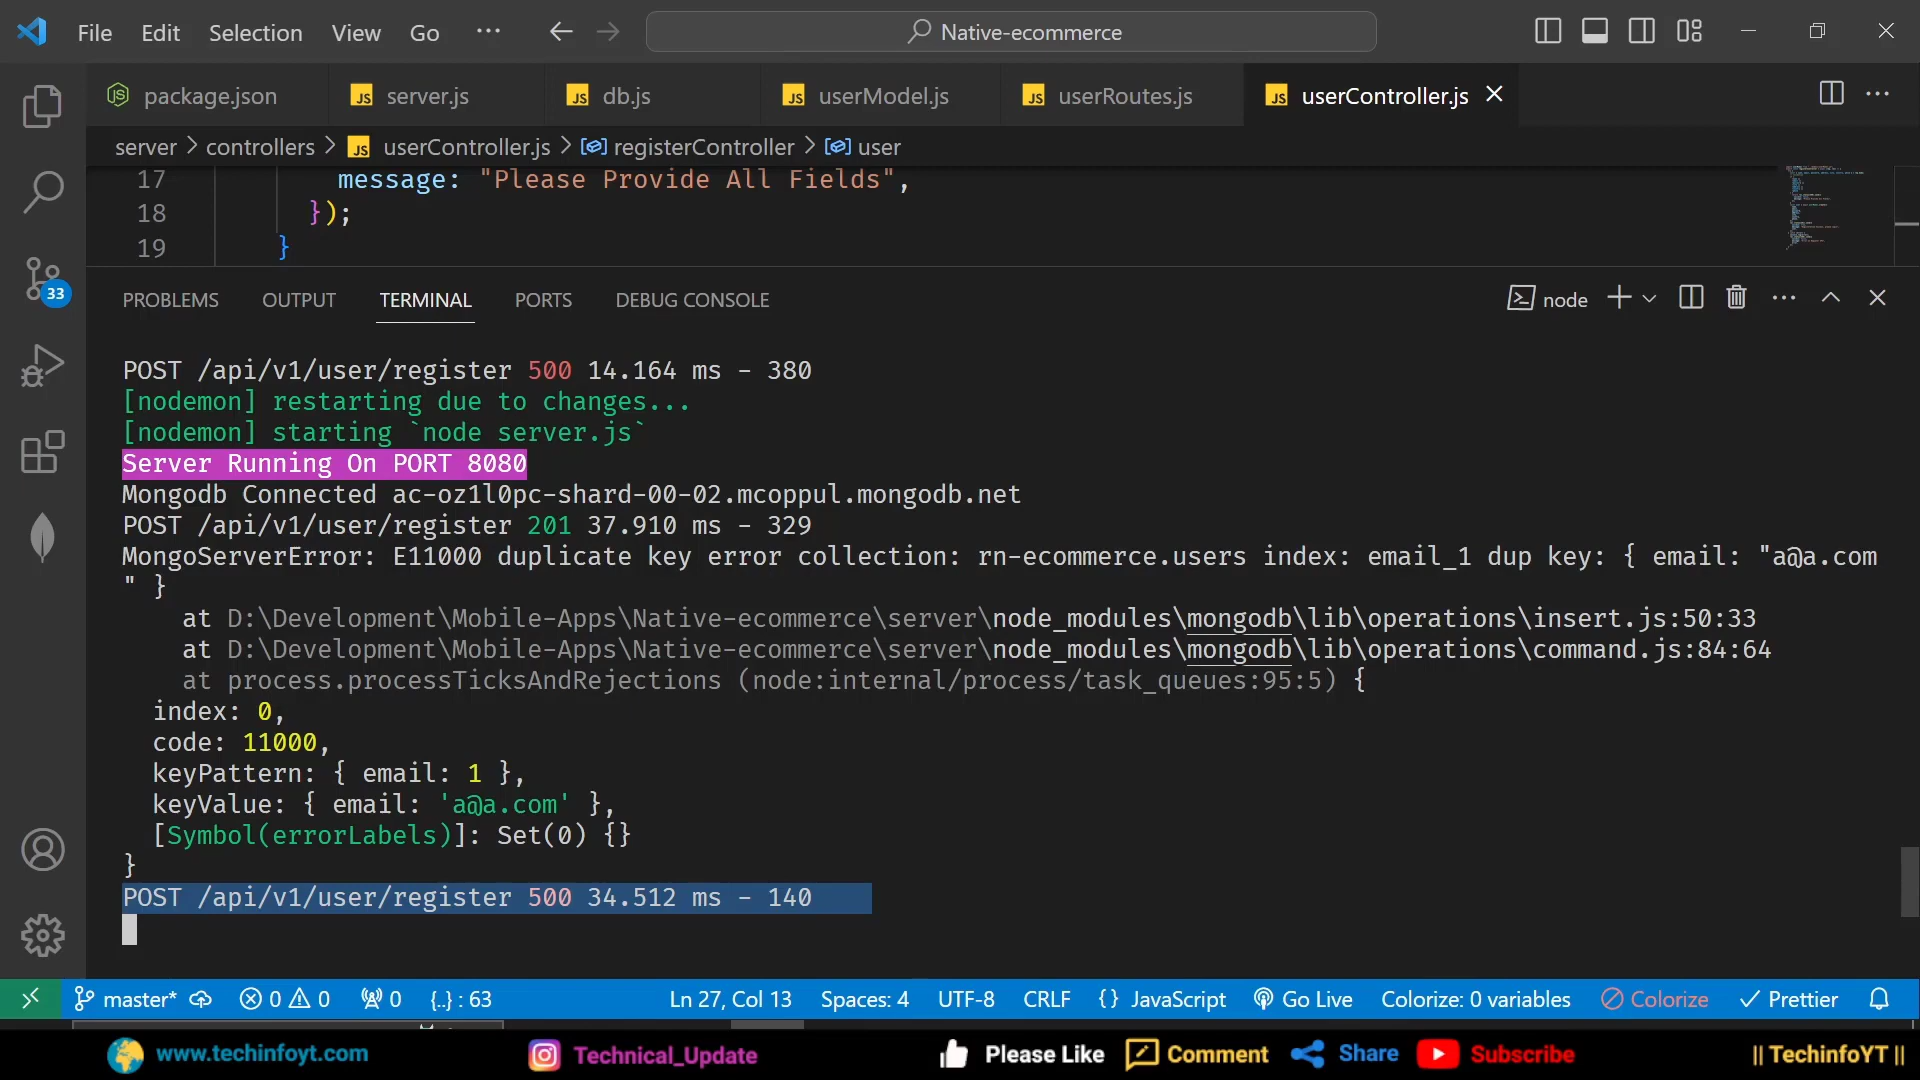 File Edit Selection View Go ··· Native-ecommerce
package.json JS server.js JS db.js JS userModel.js JS userRoutes.js JS userController.js
server > controllers > JS userController.js > registerController > user
17 message: "Please Provide All Fields",
18 });
19 }
33
PROBLEMS OUTPUT TERMINAL PORTS DEBUG CONSOLE node
POST /api/v1/user/register 500 14.164 ms - 380
[nodemon] restarting due to changes...
[nodemon] starting `node server.js`
Server Running On PORT 8080
Mongodb Connected ac-oz1l0pc-shard-00-02.mcoppul.mongodb.net
POST /api/v1/user/register 201 37.910 ms - 329
MongoServerError: E11000 duplicate key error collection: rn-ecommerce.users index: email_1 dup key: { email: "a@a.com
" }
at D:\Development\Mobile-Apps\Native-ecommerce\server\node_modules\mongodb\lib\operations\insert.js:50:33
at D:\Development\Mobile-Apps\Native-ecommerce\server\node_modules\mongodb\lib\operations\command.js:84:64
at process.processTicksAndRejections (node:internal/process/task_queues:95:5) {
index: 0,
code: 11000,
keyPattern: { email: 1 },
keyValue: { email: 'a@a.com' },
[Symbol(errorLabels)]: Set(0) {}
}
POST /api/v1/user/register 500 34.512 ms - 140
master* 0 0 0 {..} : 63 Ln 27, Col 13 Spaces: 4 UTF-8 CRLF {} JavaScript Go Live Colorize: 0 variables Colorize Prettier
www.techinfoyt.com Technical_Update Please Like Comment Share Subscribe || TechinfoYT ||